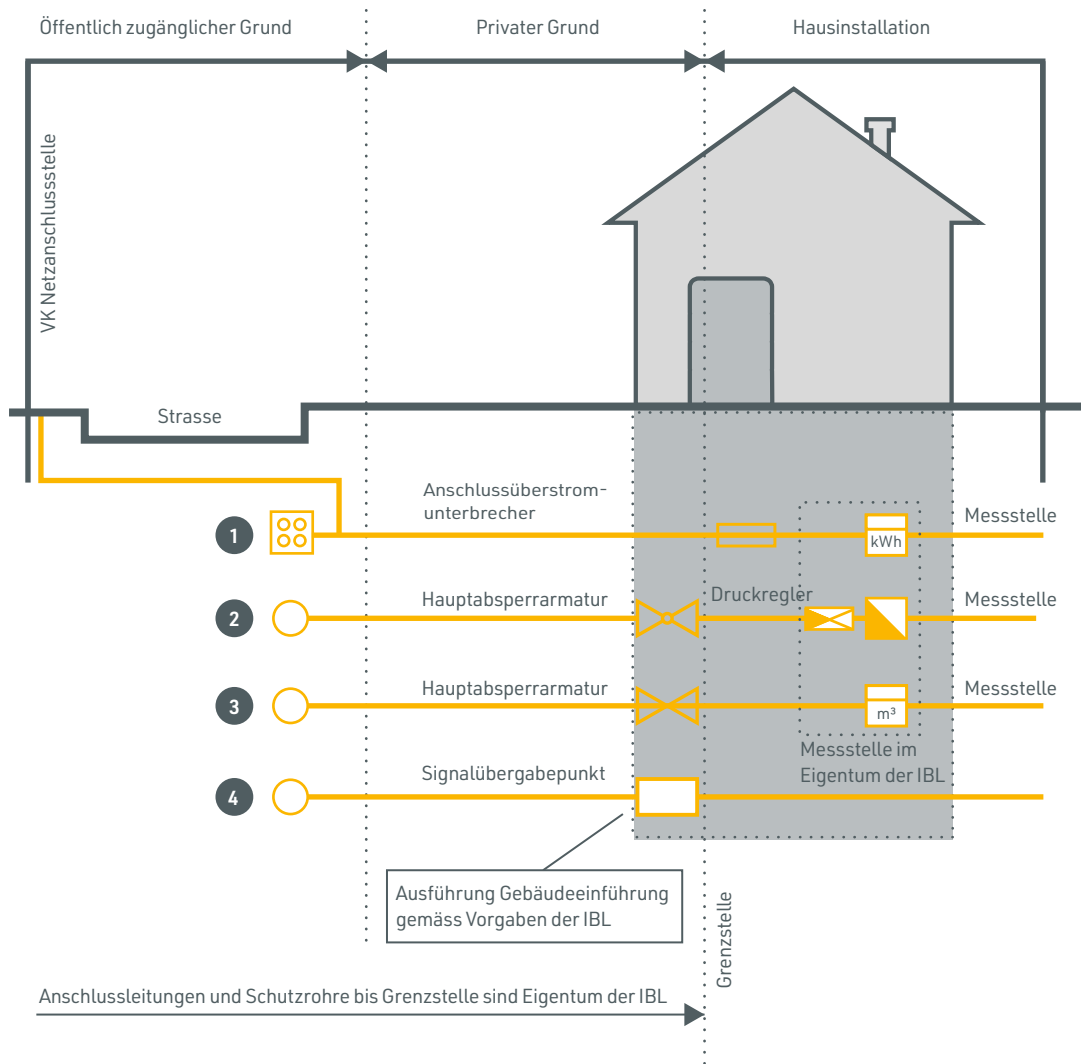 Öffentlich zugänglicher Grund
Privater Grund
Hausinstallation
VK Netzanschlussstelle
Strasse
Anschlussüberstrom-
unterbrecher
1
kWh
Messstelle
2
Hauptabsperrarmatur
Druckregler
Messstelle
3
Hauptabsperrarmatur
m³
Messstelle
Messstelle im
Eigentum der IBL
4
Signalübergabepunkt
Ausführung Gebäudeeinführung
gemäss Vorgaben der IBL
Grenzstelle
Anschlussleitungen und Schutzrohre bis Grenzstelle sind Eigentum der IBL